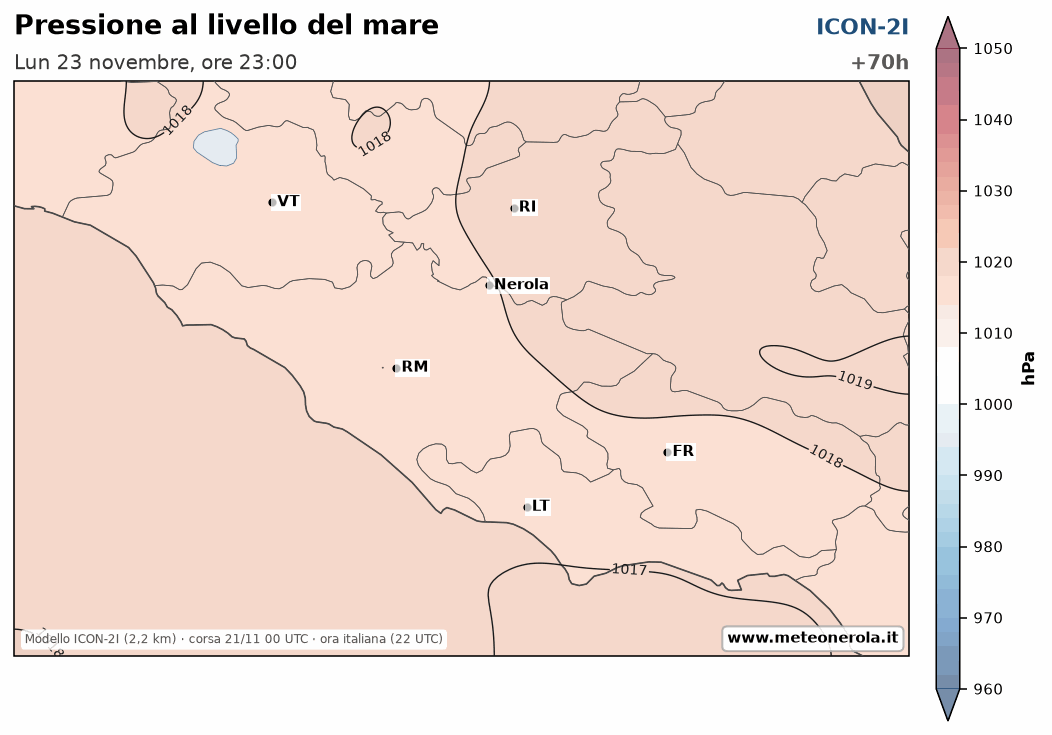 Pressione al livello del mare
ICON-2I
Lun 23 novembre, ore 23:00
+70h
1018
1018
VT
RI
Nerola
RM
1019
FR
1018
LT
1017
Modello ICON-2I (2,2 km) · corsa 21/11 00 UTC · ora italiana (22 UTC)
www.meteonerola.it
1050
1040
1030
1020
1010
1000
990
980
970
960
hPa